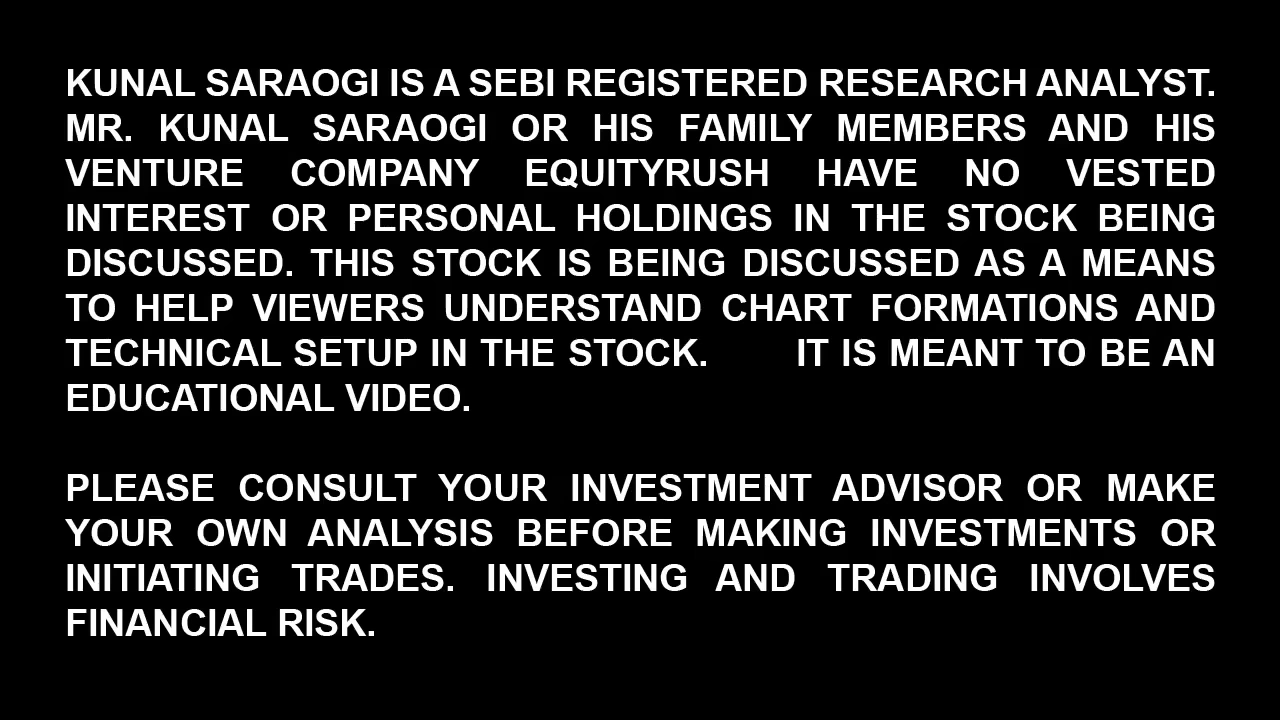 KUNAL SARAOGI IS A SEBI REGISTERED RESEARCH ANALYST.
MR. KUNAL SARAOGI OR HIS FAMILY MEMBERS AND HIS
VENTURE COMPANY EQUITYRUSH HAVE NO VESTED
INTEREST OR PERSONAL HOLDINGS IN THE STOCK BEING
DISCUSSED. THIS STOCK IS BEING DISCUSSED AS A MEANS
TO HELP VIEWERS UNDERSTAND CHART FORMATIONS AND
TECHNICAL SETUP IN THE STOCK. IT IS MEANT TO BE AN
EDUCATIONAL VIDEO.
PLEASE CONSULT YOUR INVESTMENT ADVISOR OR MAKE
YOUR OWN ANALYSIS BEFORE MAKING INVESTMENTS OR
INITIATING TRADES. INVESTING AND TRADING INVOLVES
FINANCIAL RISK.